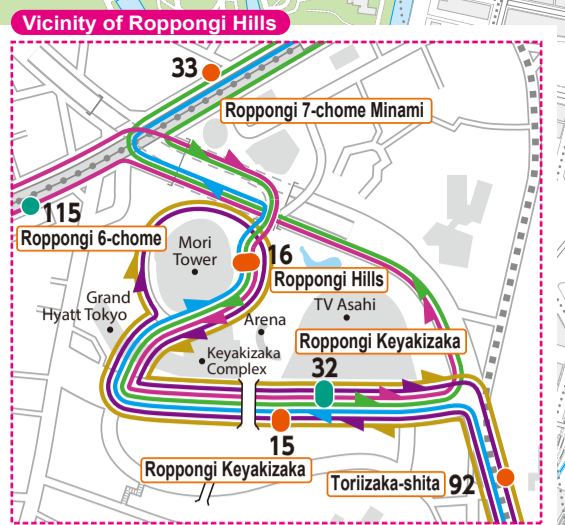 Vicinity of Roppongi Hills
33
Roppongi 7-chome Minami
115
Roppongi 6-chome
Mori
Tower
16
Roppongi Hills
Grand
Hyatt Tokyo
TV Asahi
Arena
Roppongi Keyakizaka
Keyakizaka
Complex
32
15
Roppongi Keyakizaka
Toriizaka-shita
92